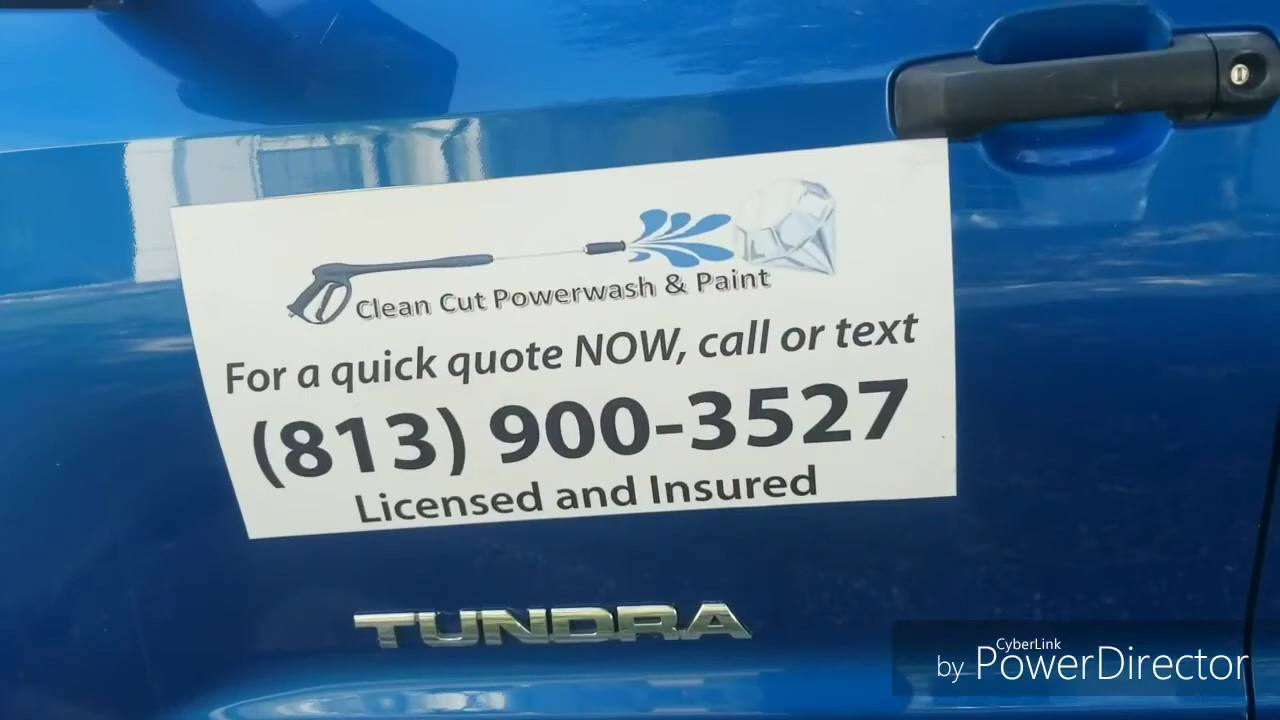 Clean Cut Powerwash & Paint
For a quick quote NOW, call or text
(813) 900-3527
Licensed and Insured
TUNDRA
CyberLink
by PowerDirector